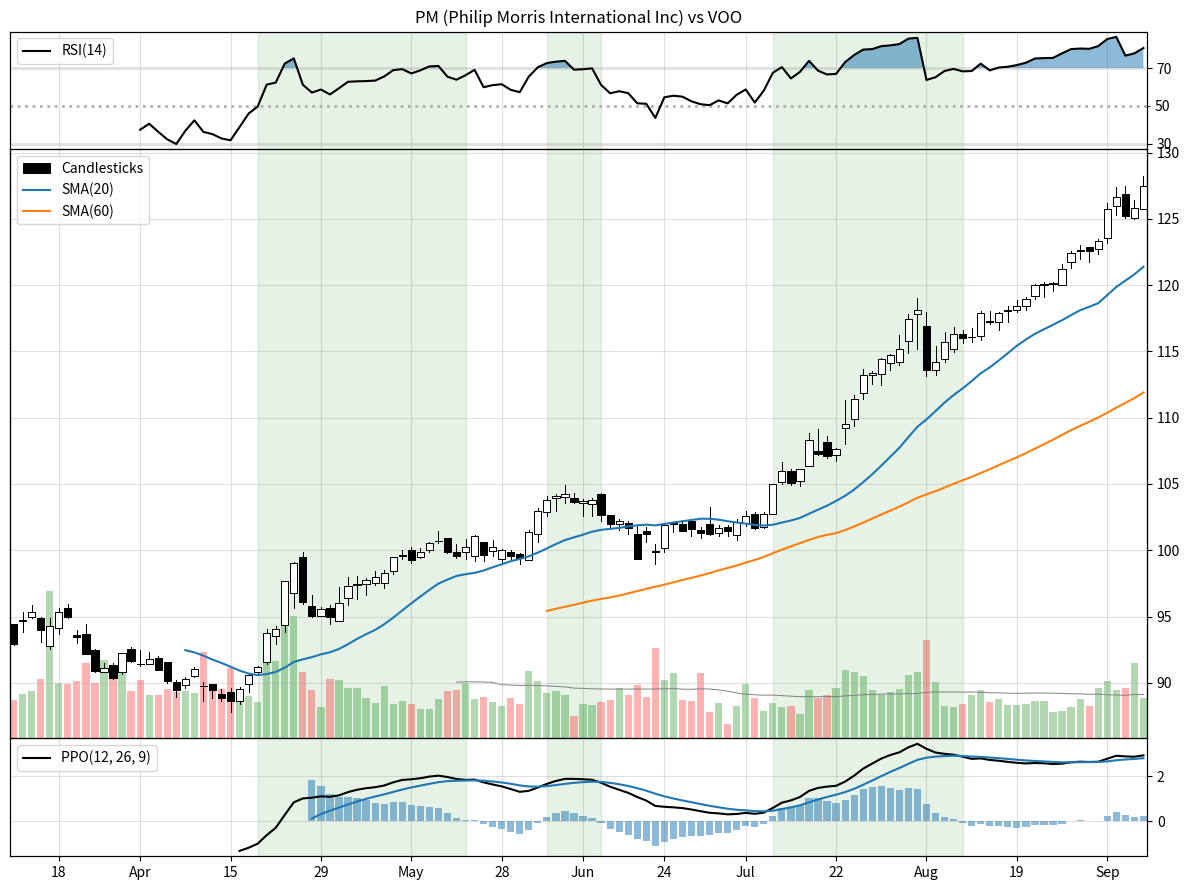 PM (Philip Morris International Inc) vs VOO
RSI(14)
70
50
30
Candlesticks
SMA(20)
SMA(60)
130
125
120
115
110
105
100
95
90
PPO(12, 26, 9)
2
0
18 Apr 15 29 May 28 Jun 24 Jul 22 Aug 19 Sep